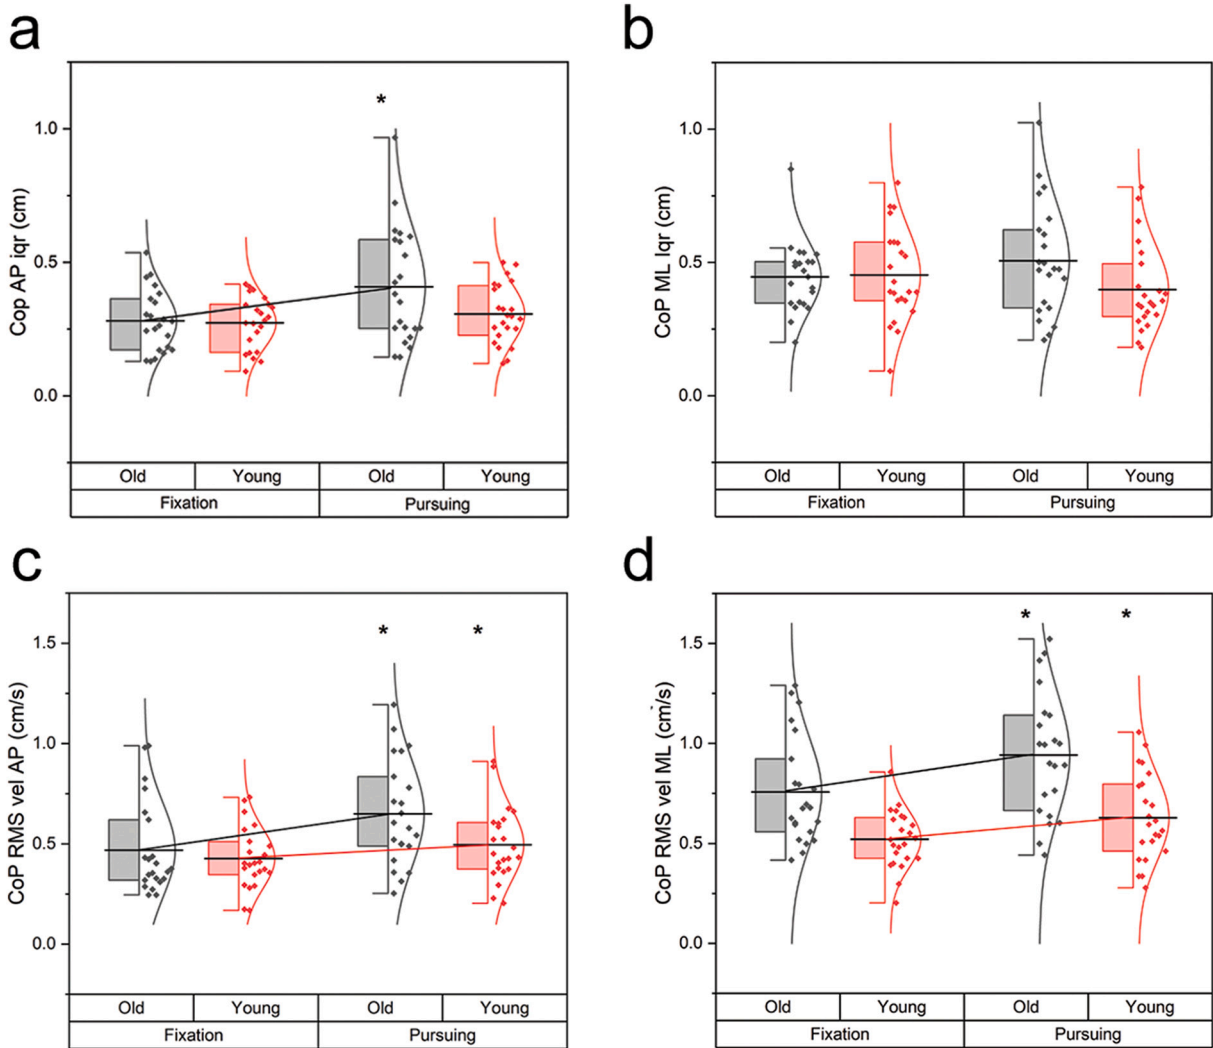 a
b
Cop AP iqr (cm)
1.0
0.5
0.0
*
Old Young Old Young
Fixation Pursuing
CoP ML Iqr (cm)
1.0
0.5
0.0
Old Young Old Young
Fixation Pursuing
c
d
CoP RMS vel AP (cm/s)
1.5
1.0
0.5
0.0
* *
Old Young Old Young
Fixation Pursuing
CoP RMS vel ML (cm/s)
1.5
1.0
0.5
0.0
* *
Old Young Old Young
Fixation Pursuing